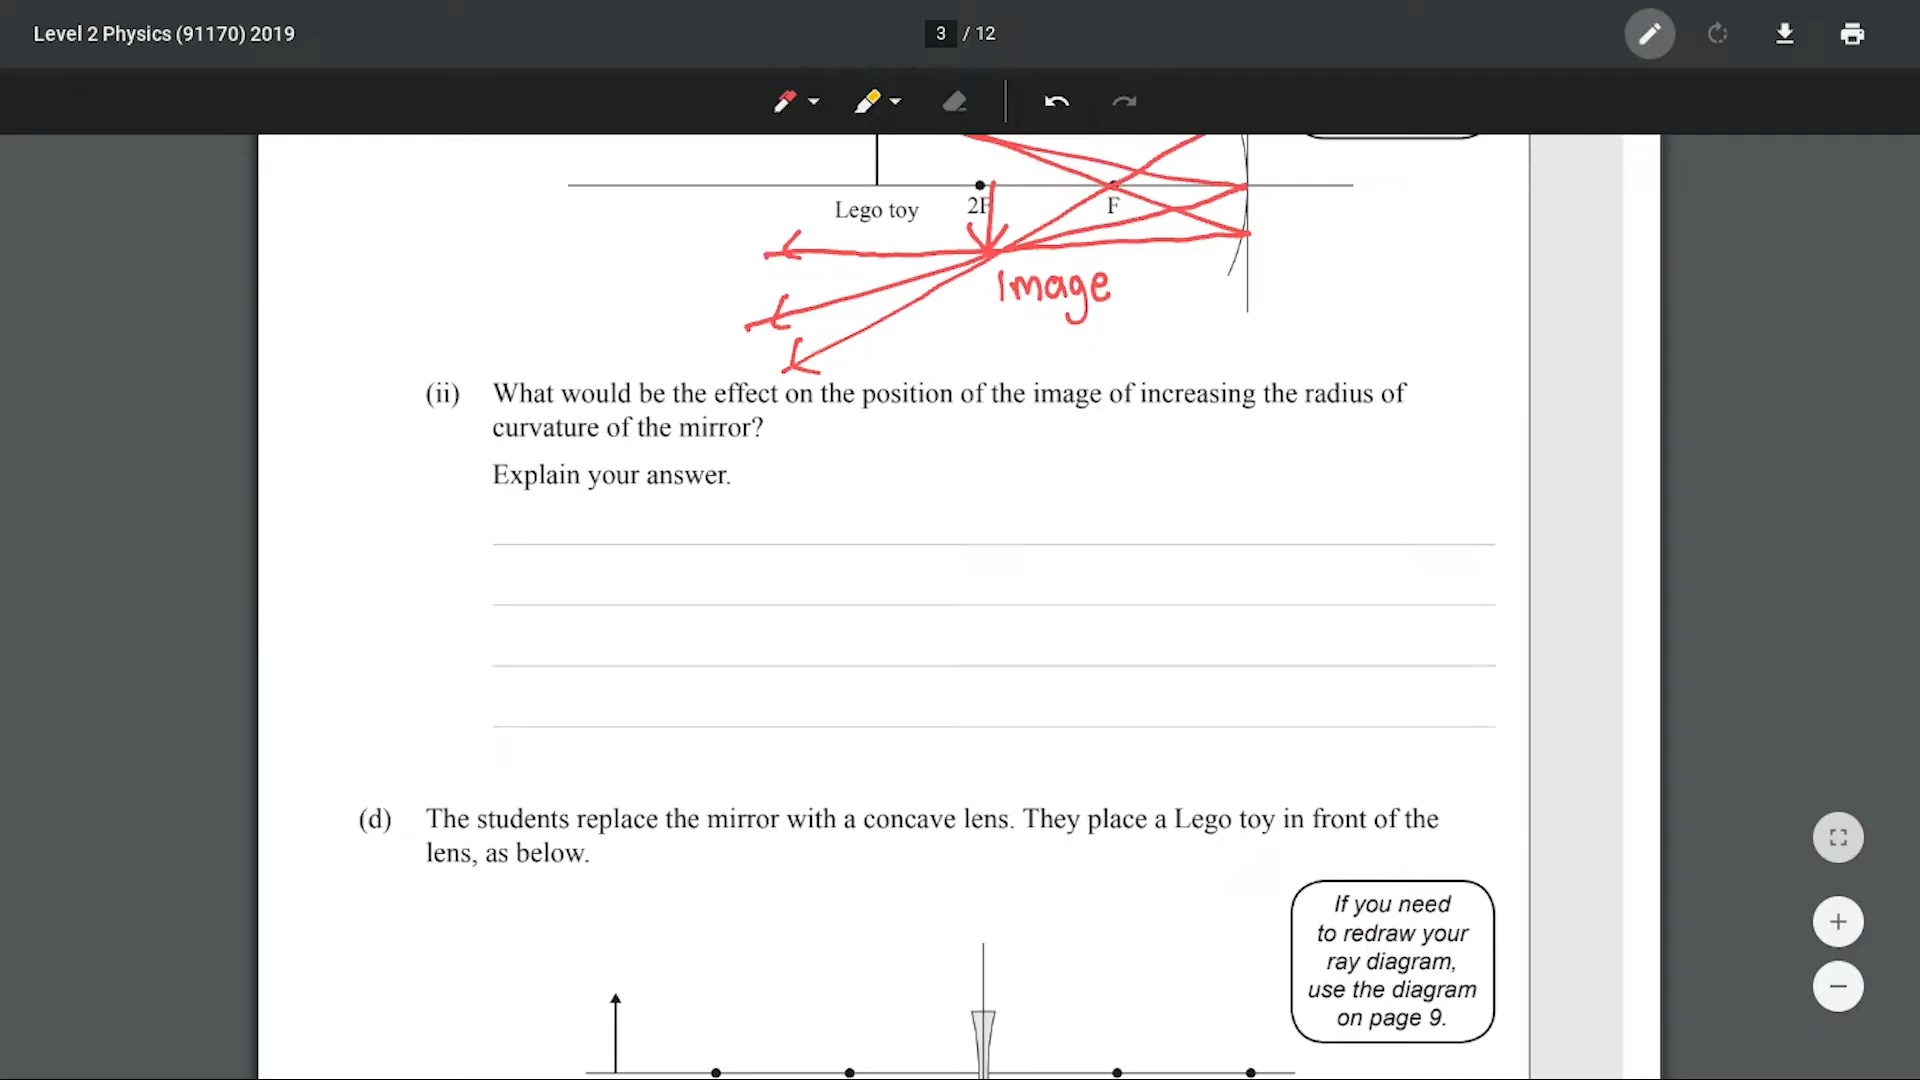 Level 2 Physics (91170) 2019
3 / 12
Lego toy
2F
F
Image
(ii) What would be the effect on the position of the image of increasing the radius of
curvature of the mirror?
Explain your answer.
(d) The students replace the mirror with a concave lens. They place a Lego toy in front of the
lens, as below.
If you need
to redraw your
ray diagram,
use the diagram
on page 9.